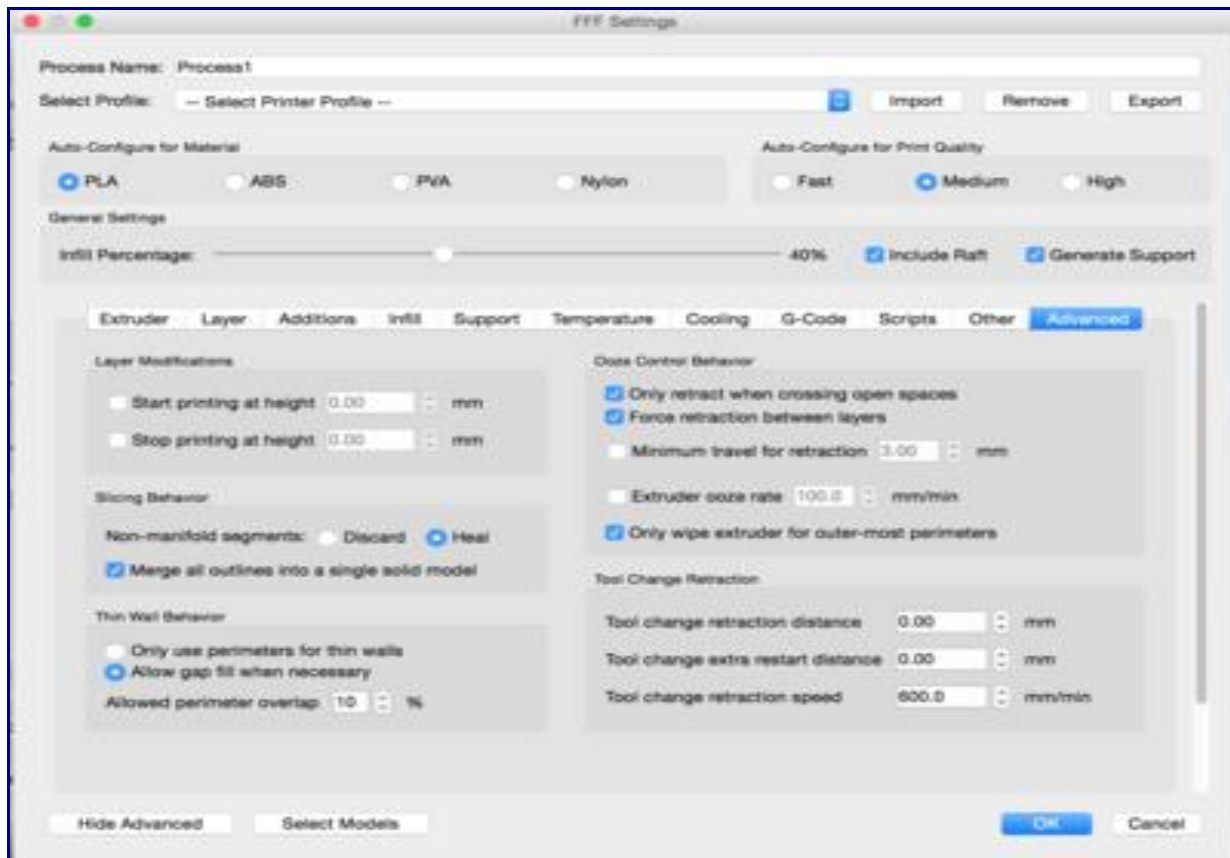 FFF Settings
Process Name: Process1
Select Profile: -- Select Printer Profile -- Import Remove Export
Auto-Configure for Material Auto-Configure for Print Quality
PLA ABS PVA Nylon Fast Medium High
General Settings
Infill Percentage: 40% Include Raft Generate Support
Extruder Layer Additions Infill Support Temperature Cooling G-Code Scripts Other Advanced
Layer Modifications
Start printing at height 0.00 mm
Stop printing at height 0.00 mm
Slicing Behavior
Non-manifold segments: Discard Heal
Merge all outlines into a single solid model
Thin Wall Behavior
Only use perimeters for thin walls
Allow gap fill when necessary
Allowed perimeter overlap 10 %
Ooze Control Behavior
Only retract when crossing open spaces
Force retraction between layers
Minimum travel for retraction 3.00 mm
Extruder ooze rate 100.0 mm/min
Only wipe extruder for outer-most perimeters
Tool Change Retraction
Tool change retraction distance 0.00 mm
Tool change extra restart distance 0.00 mm
Tool change retraction speed 600.0 mm/min
Hide Advanced Select Models OK Cancel